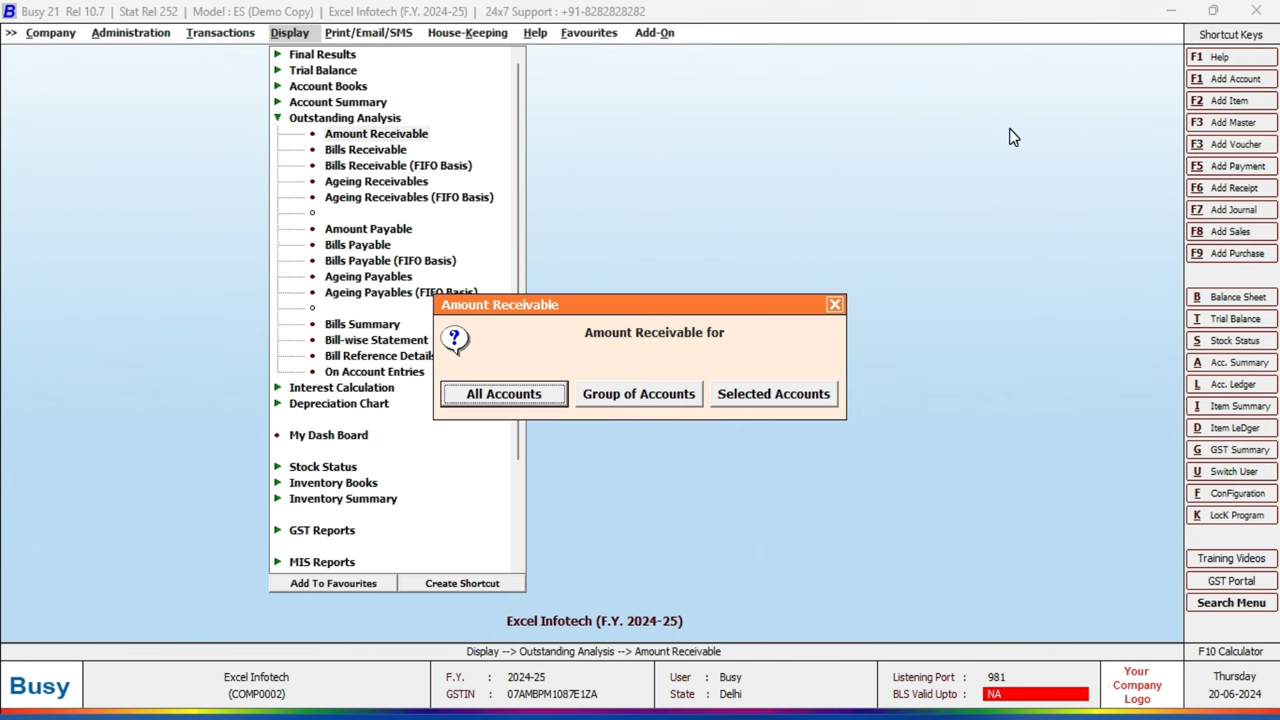 Busy 21 Rel 10.7 | Stat Rel 252 | Model : ES (Demo Copy) | Excel Infotech (F.Y. 2024-25) | 24x7 Support : +91-8282828282
>> Company Administration Transactions Display Print/Email/SMS House-Keeping Help Favourites Add-On
Final Results
Trial Balance
Account Books
Account Summary
Outstanding Analysis
Amount Receivable
Bills Receivable
Bills Receivable (FIFO Basis)
Ageing Receivables
Ageing Receivables (FIFO Basis)
Amount Payable
Bills Payable
Bills Payable (FIFO Basis)
Ageing Payables
Ageing Payables (FIFO Basis)
Bills Summary
Bill-wise Statement
Bill Reference Details
On Account Entries
Interest Calculation
Depreciation Chart
My Dash Board
Stock Status
Inventory Books
Inventory Summary
GST Reports
MIS Reports
Add To Favourites Create Shortcut
Amount Receivable
? Amount Receivable for
All Accounts Group of Accounts Selected Accounts
Excel Infotech (F.Y. 2024-25)
Display --> Outstanding Analysis --> Amount Receivable
Shortcut Keys
F1 Help
F1 Add Account
F2 Add Item
F3 Add Master
F3 Add Voucher
F5 Add Payment
F6 Add Receipt
F7 Add Journal
F8 Add Sales
F9 Add Purchase
B Balance Sheet
T Trial Balance
S Stock Status
A Acc. Summary
L Acc. Ledger
I Item Summary
D Item LeDger
G GST Summary
U Switch User
F ConFiguration
K LocK Program
Training Videos
GST Portal
Search Menu
F10 Calculator
Busy
Excel Infotech
(COMP0002)
F.Y. : 2024-25
GSTIN : 07AMBPM1087E1ZA
User : Busy
State : Delhi
Listening Port : 981
BLS Valid Upto : NA
Your
Company
Logo
Thursday
20-06-2024